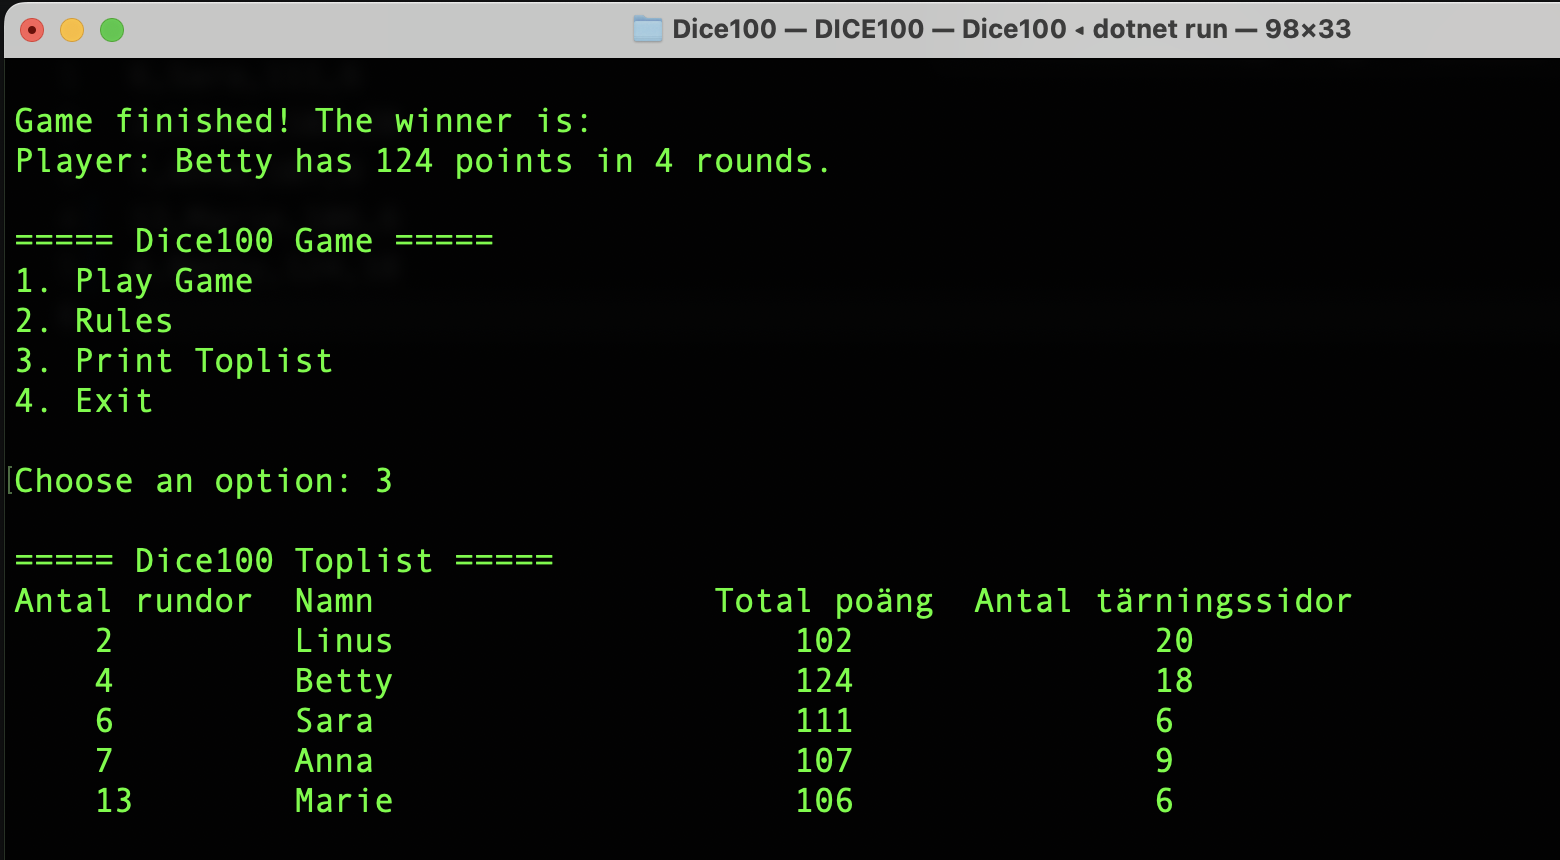 Dice100 — DICE100 — Dice100 ◂ dotnet run — 98×33
Game finished! The winner is:
Player: Betty has 124 points in 4 rounds.
===== Dice100 Game =====
1. Play Game
2. Rules
3. Print Toplist
4. Exit
[Choose an option: 3
===== Dice100 Toplist =====
Antal rundor  Namn                 Total poäng  Antal tärningssidor
    2         Linus                    102               20
    4         Betty                    124               18
    6         Sara                     111               6
    7         Anna                     107               9
    13        Marie                    106               6